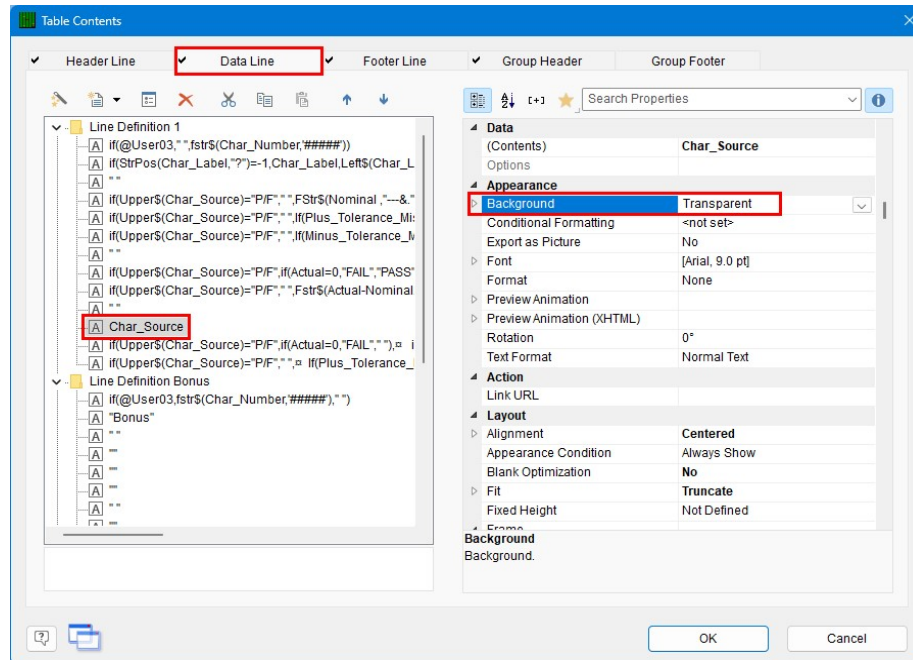 Table Contents
Header Line
Data Line
Footer Line
Group Header
Group Footer
Search Properties
Line Definition 1
if(@User03," ",fstr$(Char_Number,'#####'))
if(StrPos(Char_Label,"?")=-1,Char_Label,Left$(Char_L
" "
if(Upper$(Char_Source)="P/F"," ",FStr$(Nominal ,"---&."
if(Upper$(Char_Source)="P/F"," ",If(Plus_Tolerance_Mi
if(Upper$(Char_Source)="P/F"," ",If(Minus_Tolerance_M
" "
if(Upper$(Char_Source)="P/F",if(Actual=0,"FAIL","PASS"
if(Upper$(Char_Source)="P/F"," ",Fstr$(Actual-Nominal
" "
Char_Source
if(Upper$(Char_Source)="P/F",if(Actual=0,"FAIL"," "),¤ i
if(Upper$(Char_Source)="P/F"," ",¤ If(Plus_Tolerance_
Line Definition Bonus
if(@User03,fstr$(Char_Number,'#####')," ")
"Bonus"
" "
""
""
""
" "
""
Data
(Contents) Char_Source
Options
Appearance
Background Transparent
Conditional Formatting <not set>
Export as Picture No
Font [Arial, 9.0 pt]
Format None
Preview Animation
Preview Animation (XHTML)
Rotation 0°
Text Format Normal Text
Action
Link URL
Layout
Alignment Centered
Appearance Condition Always Show
Blank Optimization No
Fit Truncate
Fixed Height Not Defined
Frame
Background
Background.
OK
Cancel